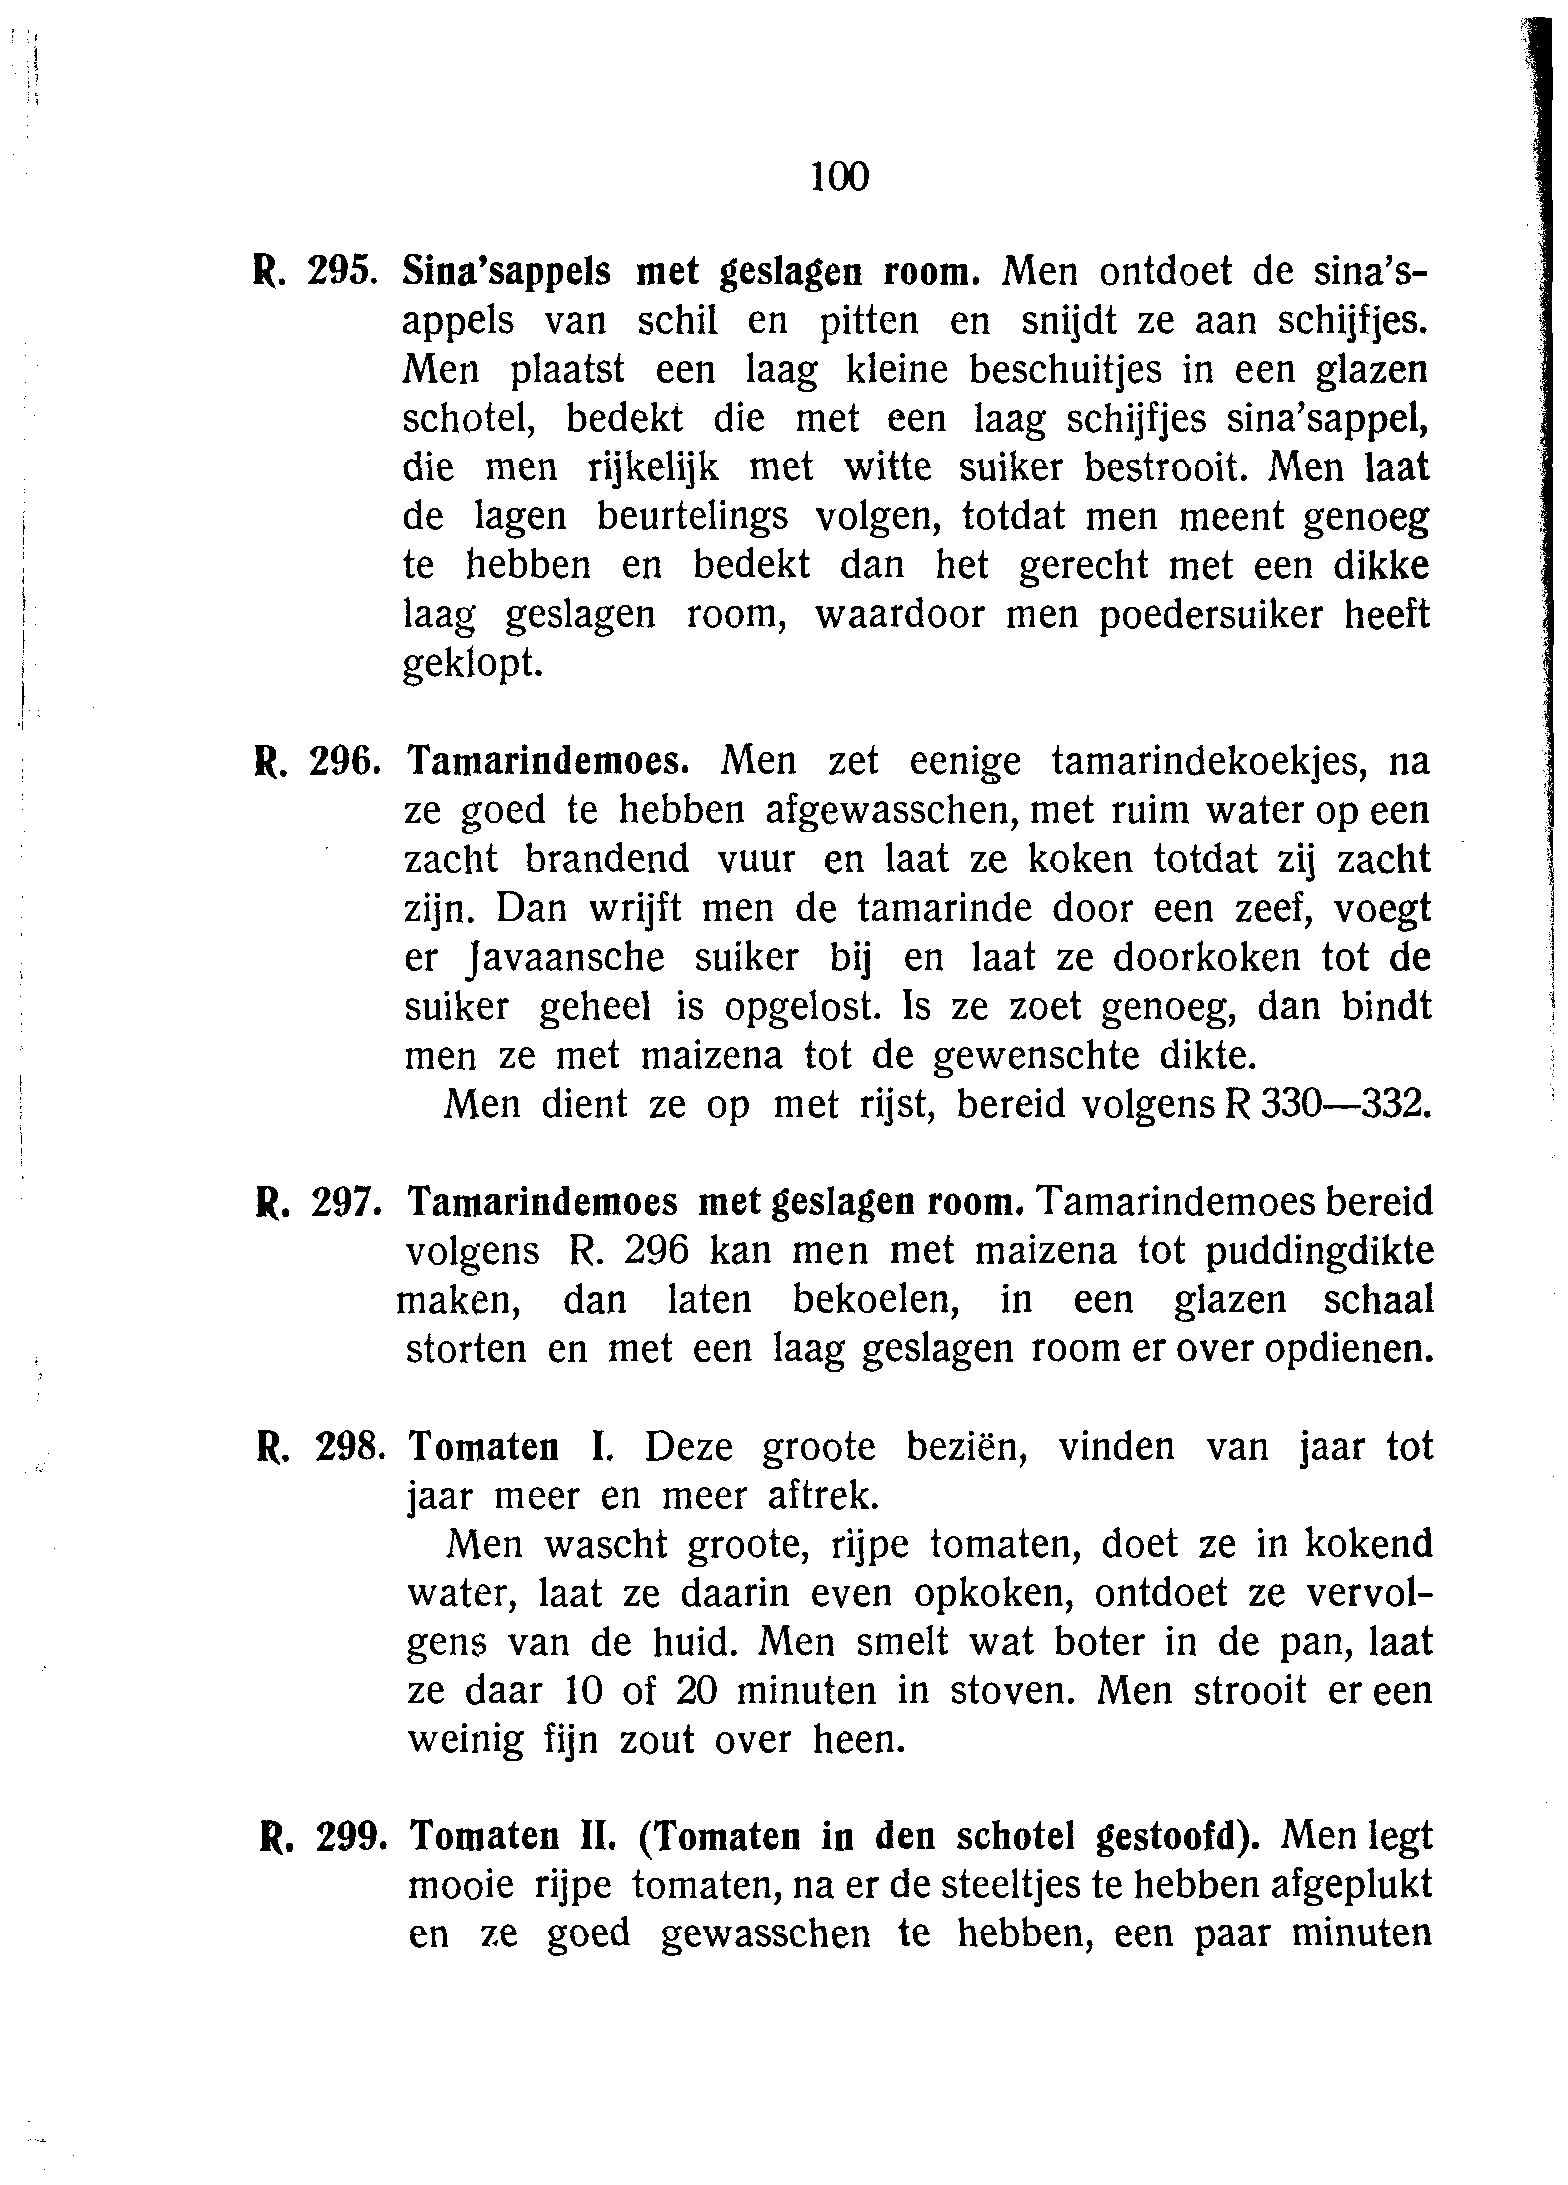 100
R. 295. Sina'sappels met geslagen room. Men ontdoet de sina's-
appels van schil en pitten en snijdt ze aan schijfjes.
Men plaatst een laag kleine beschuitjes in een glazen
schotel, bedekt die met een laag schijfjes sina'sappel,
die men rijkelijk met witte suiker bestrooit. Men laat
de lagen beurtelings volgen, totdat men meent genoeg
te hebben en bedekt dan het gerecht met een dikke
laag geslagen room, waardoor men poedersuiker heeft
geklopt.
R. 296. Tamarindemoes. Men zet eenige tamarindekoekjes, na
ze goed te hebben afgewasschen, met ruim water op een
zacht brandend vuur en laat ze koken totdat zij zacht
zijn. Dan wrijft men de tamarinde door een zeef, voegt
er Javaansche suiker bij en laat ze doorkoken tot de
suiker geheel is opgelost. Is ze zoet genoeg, dan bindt
men ze met maizena tot de gewenschte dikte.
Men dient ze op met rijst, bereid volgens R 330—332.
R. 297. Tamarindemoes met geslagen room. Tamarindemoes bereid
volgens R. 296 kan men met maizena tot puddingdikte
maken, dan laten bekoelen, in een glazen schaal
storten en met een laag geslagen room er over opdienen.
R. 298. Tomaten I. Deze groote beziën, vinden van jaar tot
jaar meer en meer aftrek.
Men wascht groote, rijpe tomaten, doet ze in kokend
water, laat ze daarin even opkoken, ontdoet ze vervol-
gens van de huid. Men smelt wat boter in de pan, laat
ze daar 10 of 20 minuten in stoven. Men strooit er een
weinig fijn zout over heen.
R. 299. Tomaten II. (Tomaten in den schotel gestoofd). Men legt
mooie rijpe tomaten, na er de steeltjes te hebben afgeplukt
en ze goed gewasschen te hebben, een paar minuten